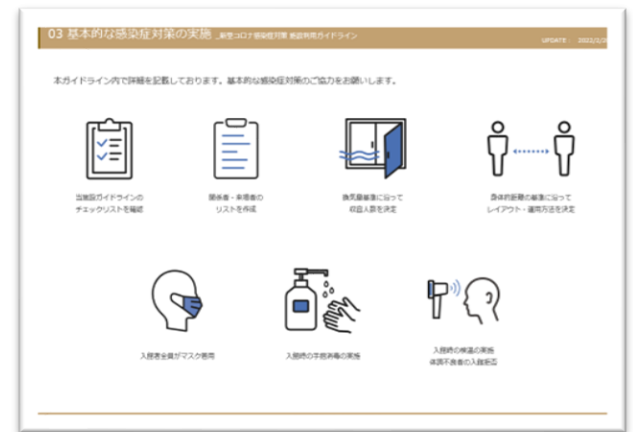 03 基本的な感染症対策の実施 _新型コロナ感染症対策 施設利用ガイドライン
UPDATE :
本ガイドライン内で詳細を記載しております。基本的な感染症対策のご協力をお願いします。
当施設ガイドラインの
チェックリストを確認
関係者・来場者の
リストを作成
換気量基準に沿って
収容人数を決定
身体的距離の基準に沿って
レイアウト・運用方法を決定
入館者全員がマスク着用
入館時の手指消毒の実施
入館時の検温の実施
体調不良者の入館拒否